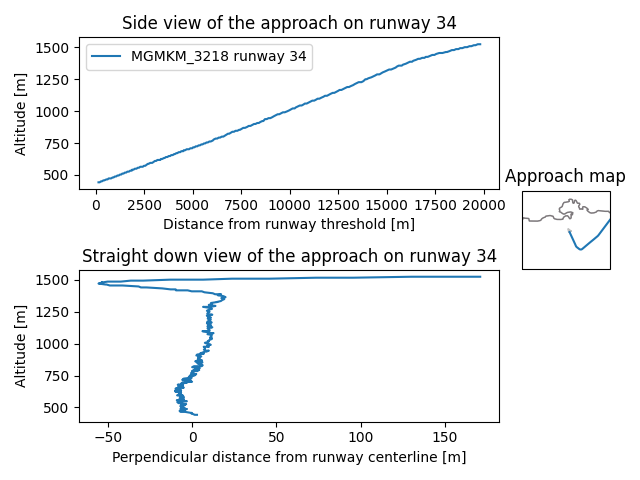 Side view of the approach on runway 34
1500
1250
1000
750
500
Altitude [m]
MGMKM_3218 runway 34
0 2500 5000 7500 10000 12500 15000 17500 20000
Distance from runway threshold [m]
Approach map
Straight down view of the approach on runway 34
1500
1250
1000
750
500
Altitude [m]
−50 0 50 100 150
Perpendicular distance from runway centerline [m]